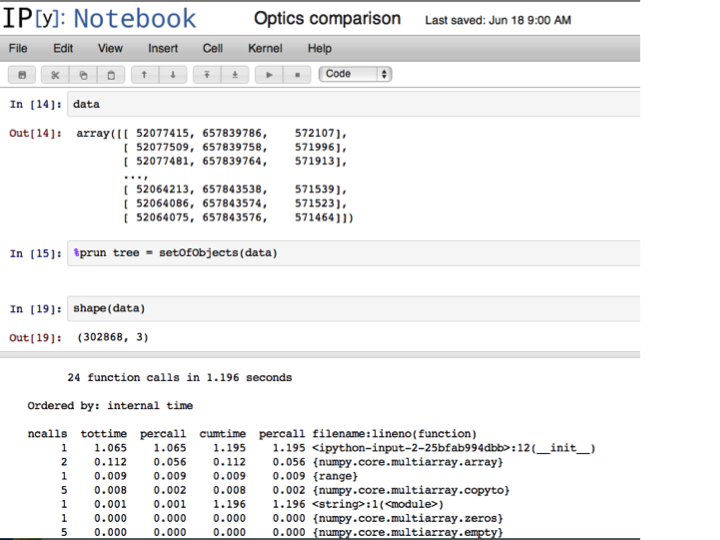 IP[y]: Notebook Optics comparison Last saved: Jun 18 9:00 AM
File Edit View Insert Cell Kernel Help
Code
In [14]: data
Out[14]: array([[ 52077415, 657839786, 572107],
[ 52077509, 657839758, 571996],
[ 52077481, 657839764, 571913],
...,
[ 52064213, 657843538, 571539],
[ 52064086, 657843574, 571523],
[ 52064075, 657843576, 571464]])
In [15]: %prun tree = setOfObjects(data)
In [19]: shape(data)
Out[19]: (302868, 3)
24 function calls in 1.196 seconds
Ordered by: internal time
ncalls tottime percall cumtime percall filename:lineno(function)
1 1.065 1.065 1.195 1.195 <ipython-input-2-25bfab994dbb>:12(__init__)
2 0.112 0.056 0.112 0.056 {numpy.core.multiarray.array}
1 0.009 0.009 0.009 0.009 {range}
5 0.008 0.002 0.008 0.002 {numpy.core.multiarray.copyto}
1 0.001 0.001 1.196 1.196 <string>:1(<module>)
1 0.000 0.000 0.000 0.000 {numpy.core.multiarray.zeros}
5 0.000 0.000 0.000 0.000 {numpy.core.multiarray.empty}